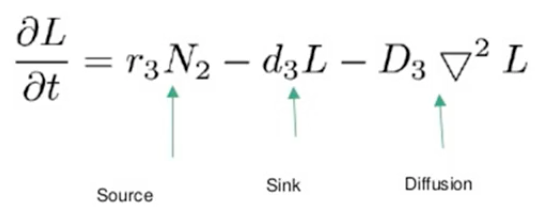 ∂L/∂t = r₃N₂ − d₃L − D₃ ▽² L
Source Sink Diffusion